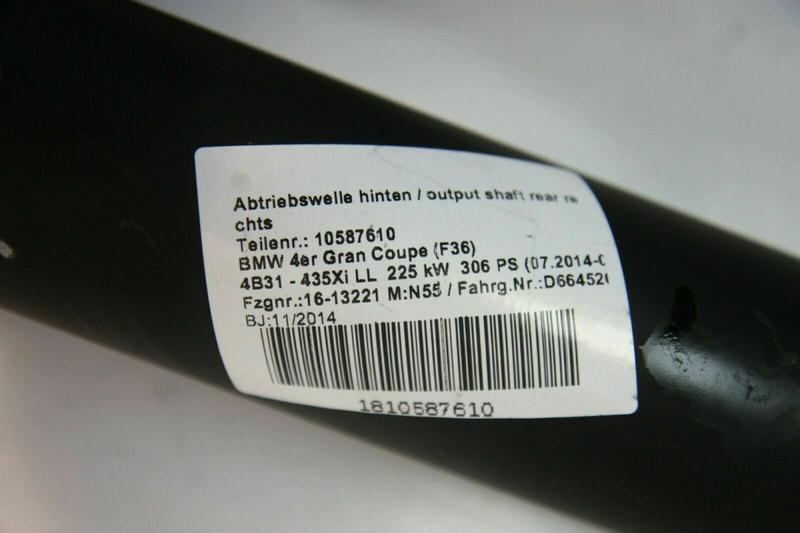 Abtriebswelle hinten / output shaft rear re
chts
Teilenr.: 10587610
BMW 4er Gran Coupe (F36)
4B31 - 435Xi LL 225 kW 306 PS (07.2014-0
Fzgnr.:16-13221 M:N55 / Fahrg.Nr.:D66452
BJ:11/2014
1810587610